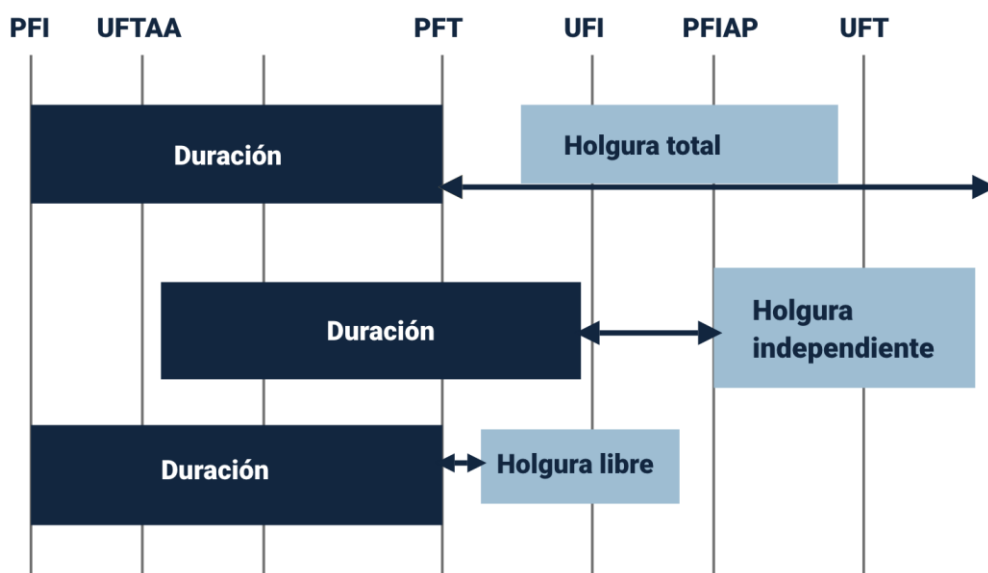 PFI UFTAA PFT UFI PFIAP UFT
Duración
Holgura total
Duración
Holgura
independiente
Duración
Holgura libre